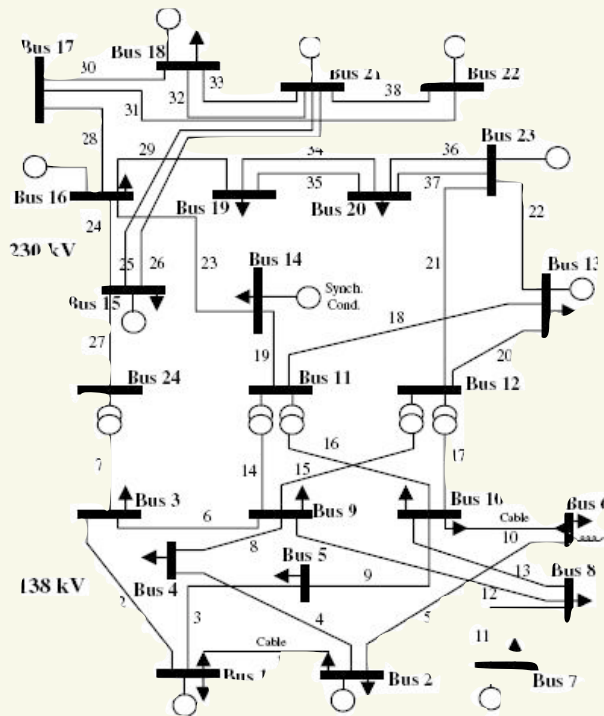 Bus 17
Bus 18
Bus 21
Bus 22
30
33
32
31
38
28
Bus 23
29
34
36
35
37
Bus 16
Bus 19
Bus 20
22
24
230 kV
25
26
23
Bus 14
21
Bus 13
Synch.
Cond.
Bus 15
18
27
19
20
Bus 24
Bus 11
Bus 12
16
7
14
15
17
Bus 3
6
Bus 9
Bus 10
Cable
Bus 6
8
Bus 5
10
138 kV
Bus 4
9
13
Bus 8
12
2
3
4
5
Cable
11
Bus 1
Bus 2
Bus 7